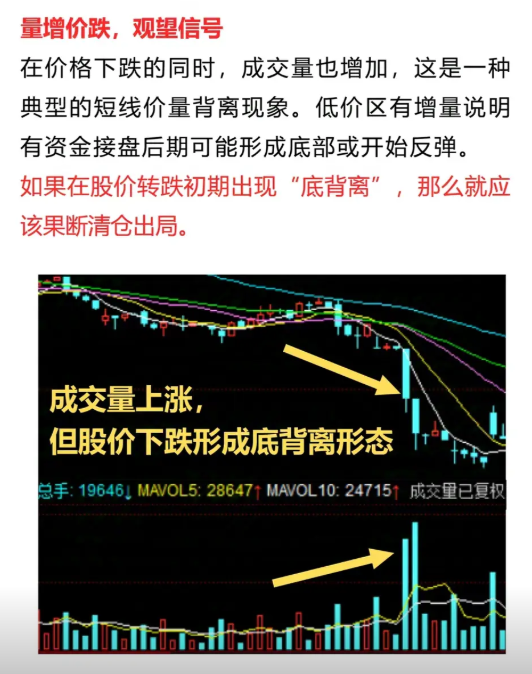 量增价跌，观望信号
在价格下跌的同时，成交量也增加，这是一种
典型的短线价量背离现象。低价区有增量说明
有资金接盘后期可能形成底部或开始反弹。
如果在股价转跌初期出现“底背离”，那么就应
该果断清仓出局。
成交量上涨，
但股价下跌形成底背离形态
总手: 19646↓ MAVOL5: 28647↑ MAVOL10: 24715↑ 成交量已复权